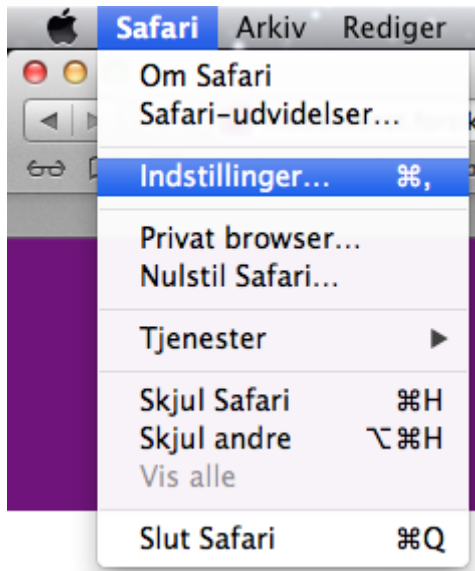 Safari Arkiv Rediger
Om Safari
Safari-udvidelser...
Indstillinger... ⌘,
Privat browser...
Nulstil Safari...
Tjenester ▶
Skjul Safari ⌘H
Skjul andre ⌥⌘H
Vis alle
Slut Safari ⌘Q